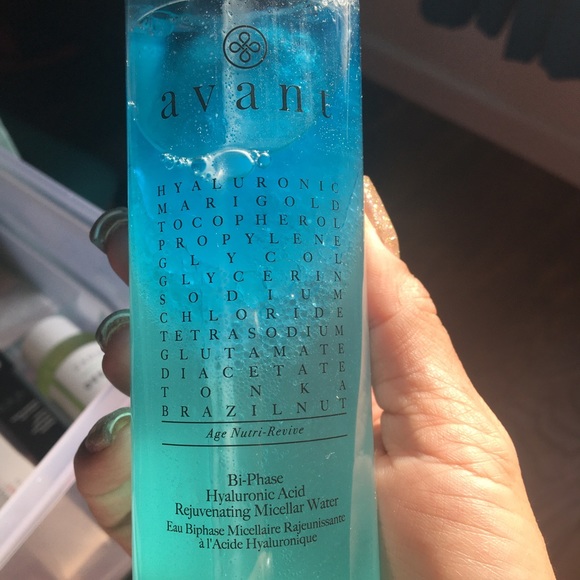 avant
HYALURONIC
MARIGOLD
TOCOPHEROL
PROPYLENE
GLYCOL
GLYCERIN
SODIUM
CHLORIDE
TETRASODIUM
GLUTAMATE
DIACETATE
TONKA
BRAZILNUT
Age Nutri-Revive
Bi-Phase
Hyaluronic Acid
Rejuvenating Micellar Water
Eau Biphase Micellaire Rajeunissante
à l'Acide Hyaluronique